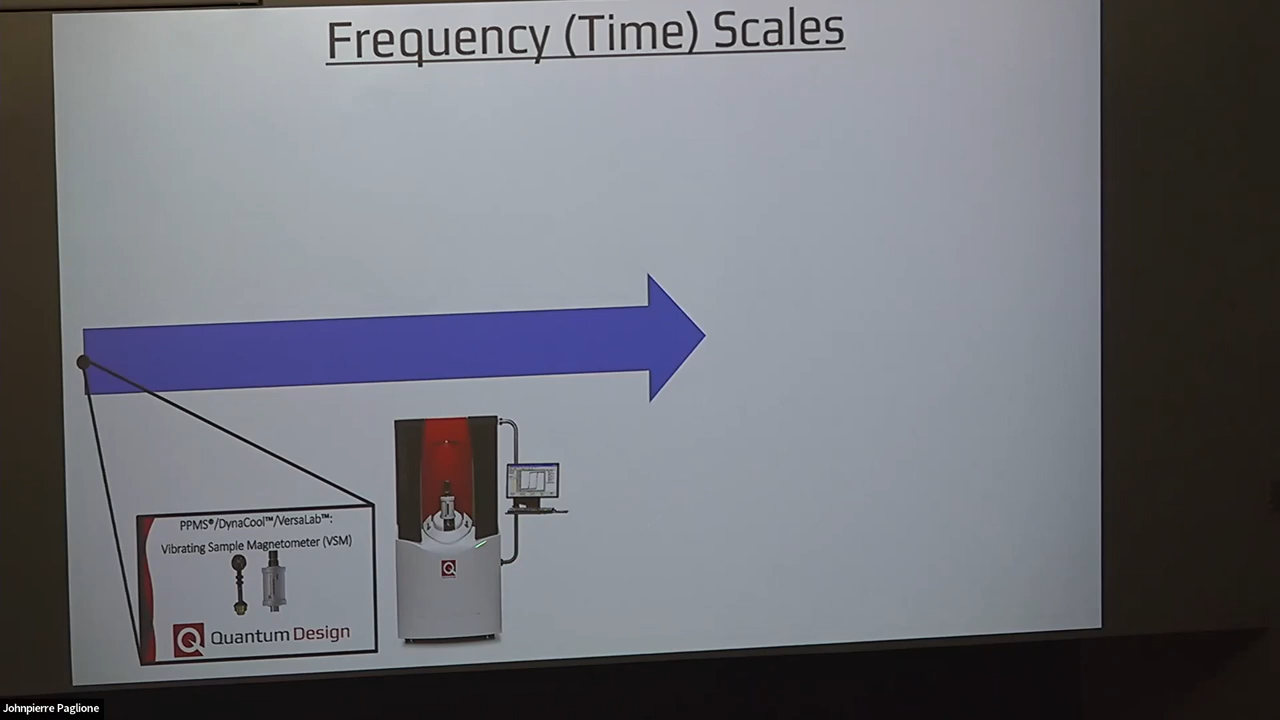 Frequency (Time) Scales
PPMS®/DynaCool™/VersaLab™:
Vibrating Sample Magnetometer (VSM)
Quantum Design
Johnpierre Paglione